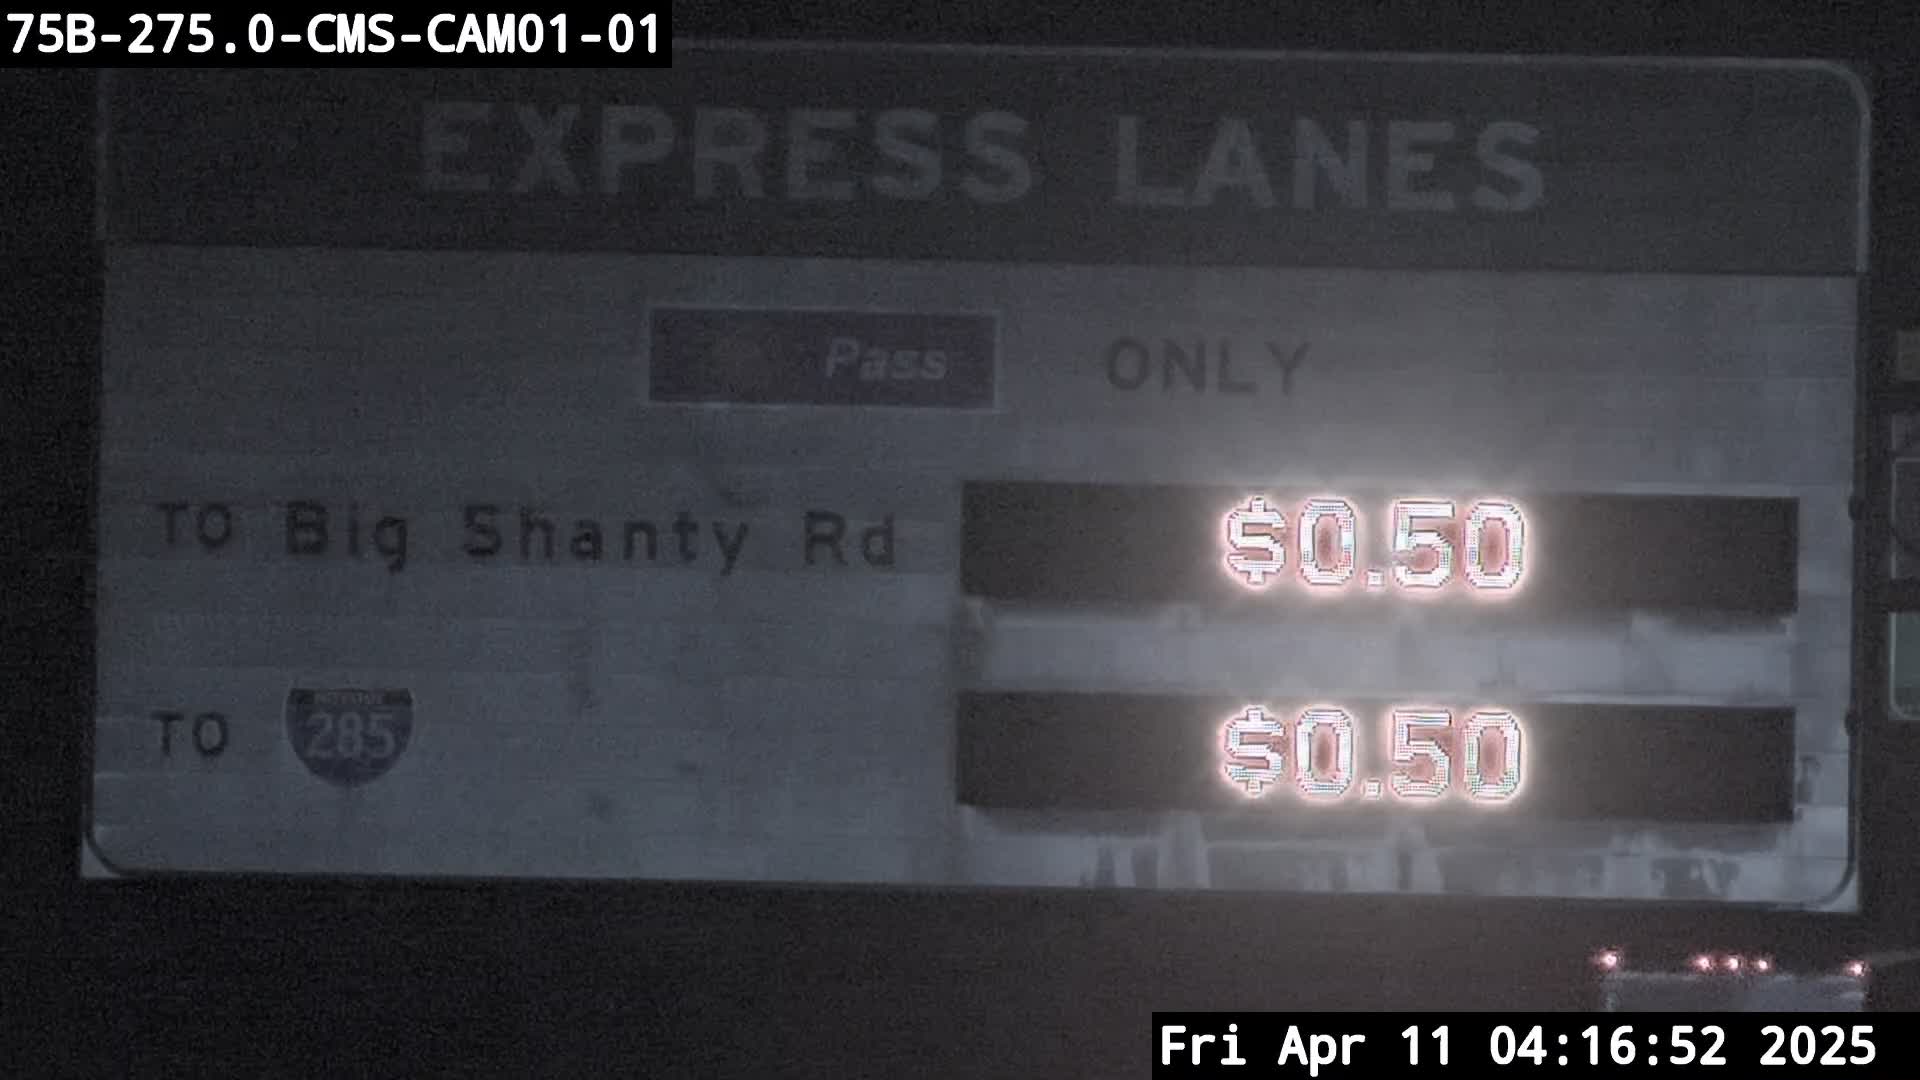 75B-275.0-CMS-CAM01-01
EXPRESS LANES
Pass ONLY
TO Big Shanty Rd $0.50
TO 285 $0.50
Fri Apr 11 04:16:52 2025